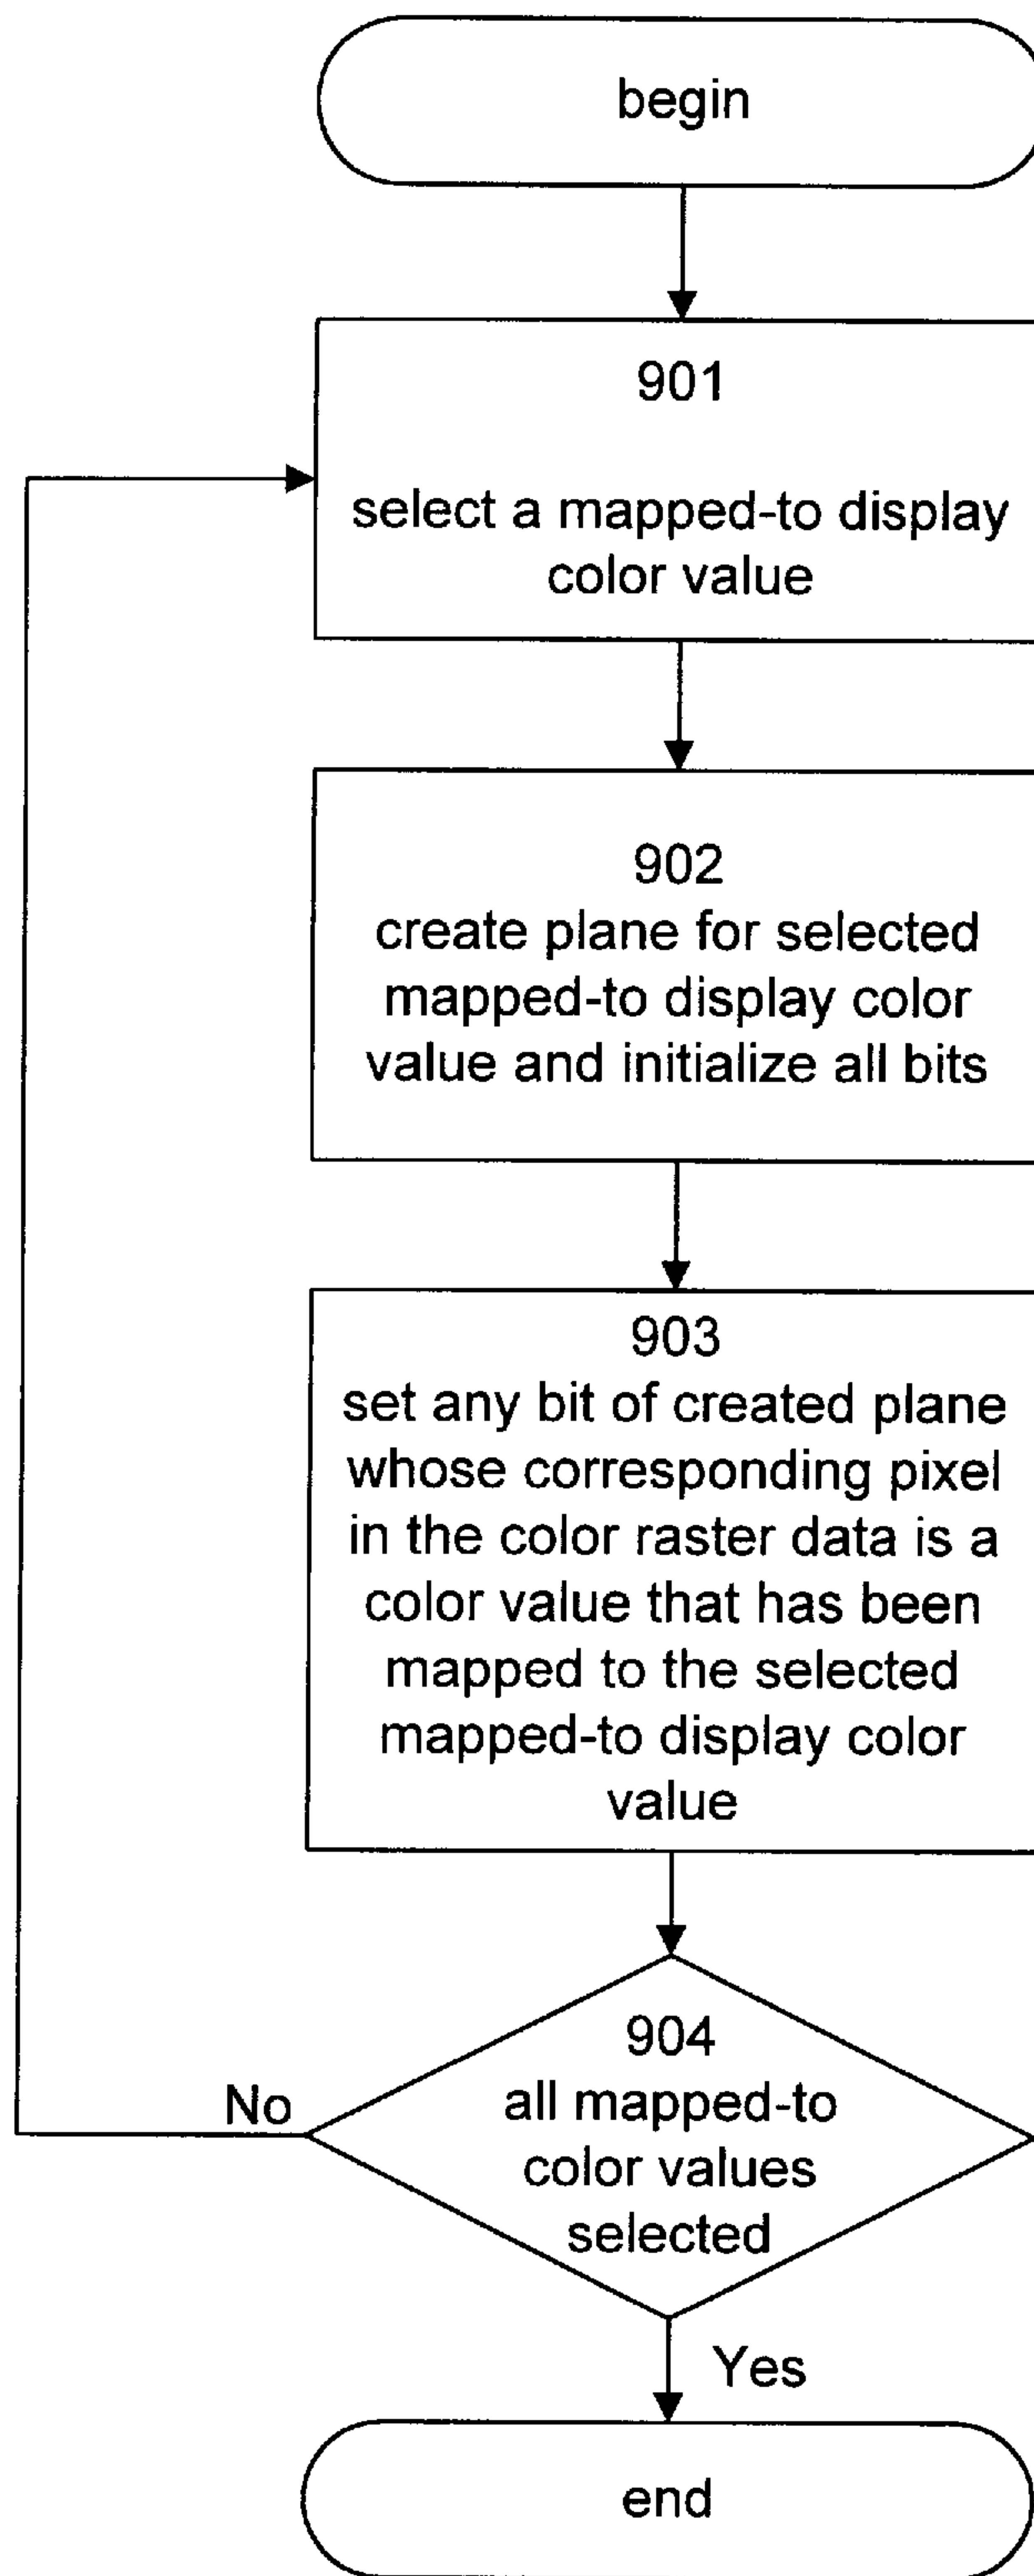 begin
901
select a mapped-to display
color value
902
create plane for selected
mapped-to display color
value and initialize all bits
903
set any bit of created plane
whose corresponding pixel
in the color raster data is a
color value that has been
mapped to the selected
mapped-to display color
value
904
all mapped-to
color values
selected
No
Yes
end